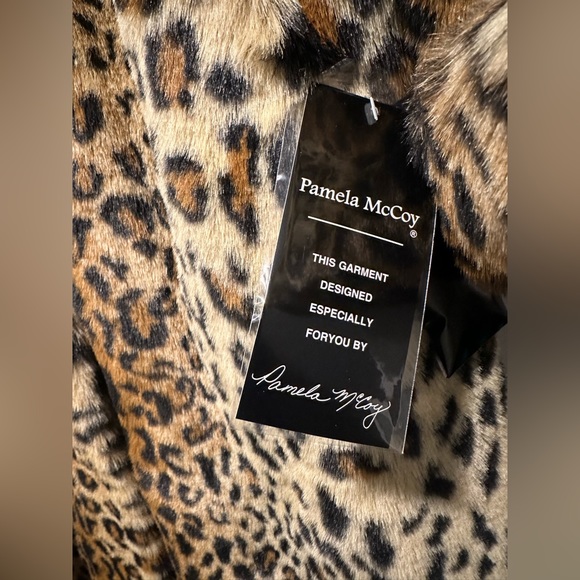 Pamela McCoy
®
THIS GARMENT
DESIGNED
ESPECIALLY
FORYOU BY
Pamela McCoy